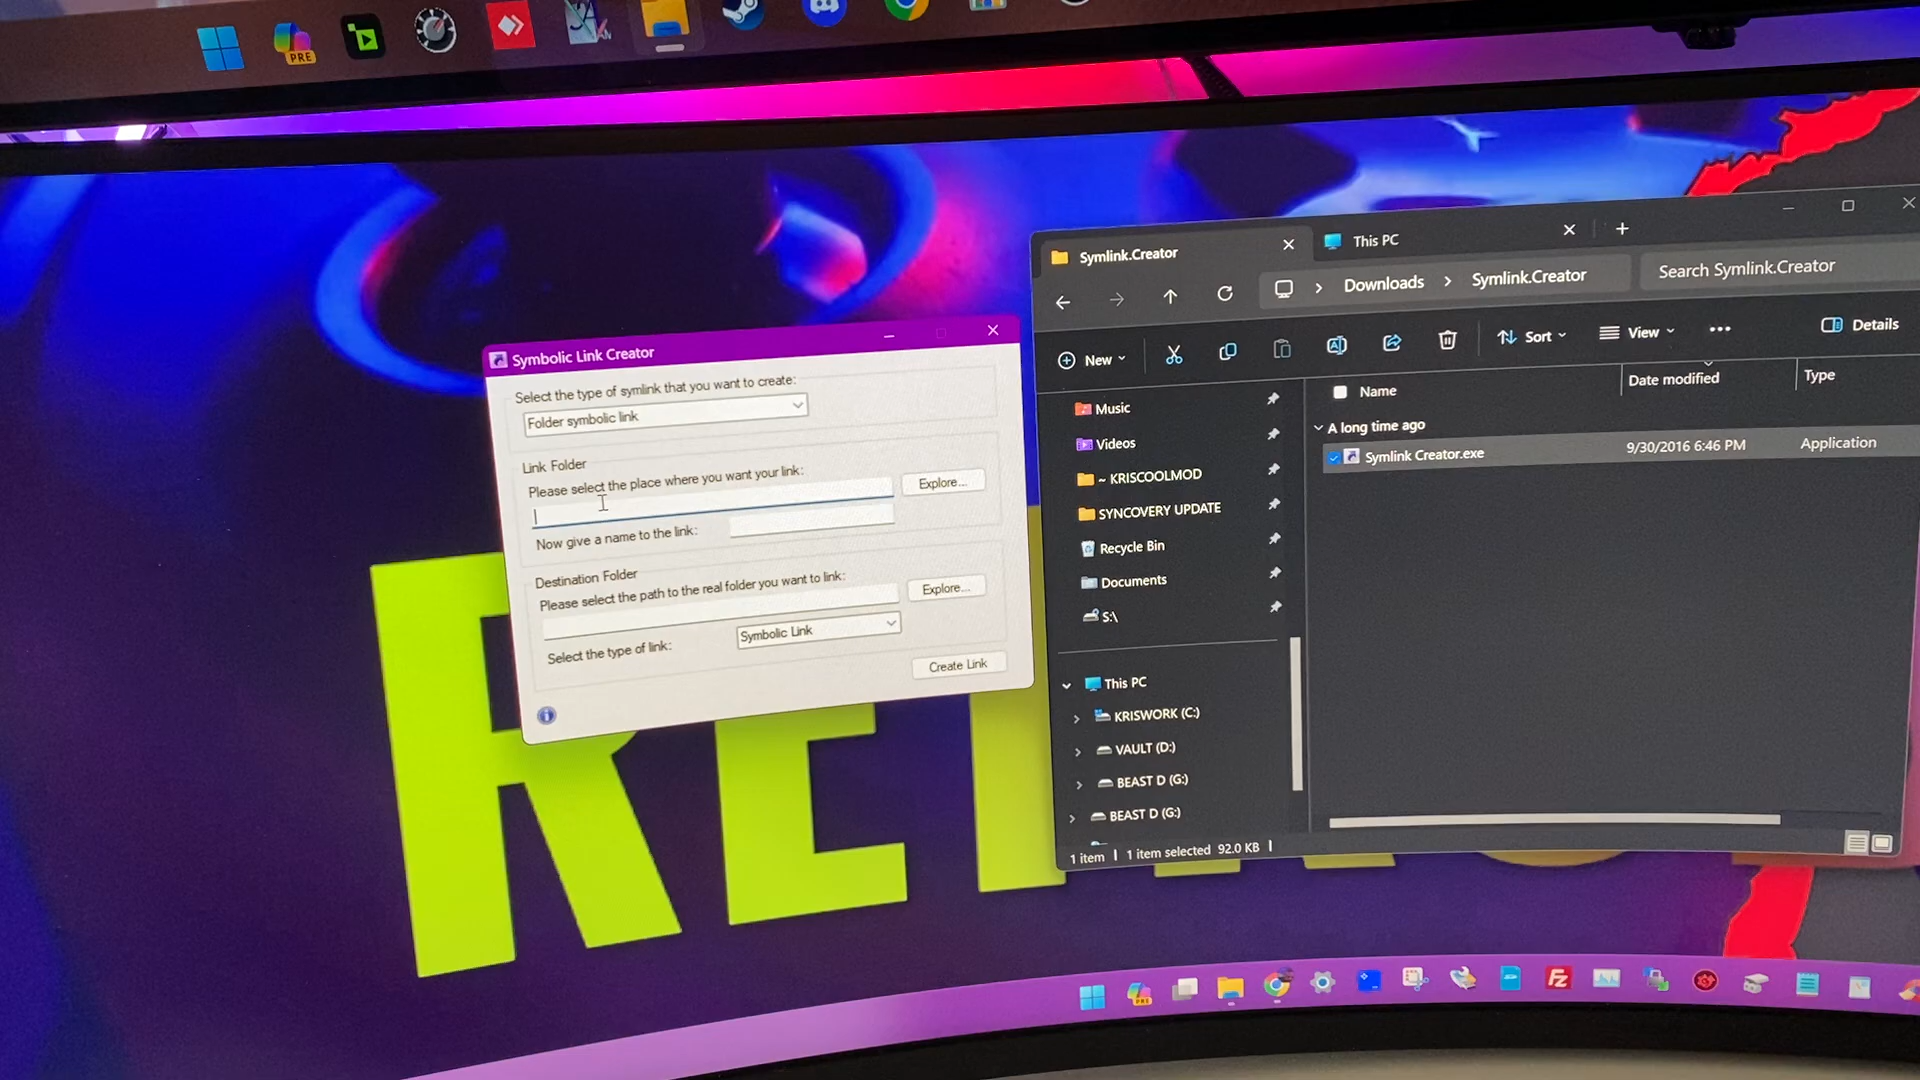 PRE
Symbolic Link Creator
Select the type of symlink that you want to create:
Folder symbolic link
Link Folder
Please select the place where you want your link:
Explore...
Now give a name to the link:
Destination Folder
Please select the path to the real folder you want to link:
Explore...
Select the type of link:
Symbolic Link
Create Link
Symlink.Creator
This PC
Downloads
Symlink.Creator
Search Symlink.Creator
New
Sort
View
Details
Music
Videos
~ KRISCOOLMOD
SYNCOVERY UPDATE
Recycle Bin
Documents
S:\
This PC
KRISWORK (C:)
VAULT (D:)
BEAST D (G:)
BEAST D (G:)
Name
Date modified
Type
A long time ago
Symlink Creator.exe
9/30/2016 6:46 PM
Application
1 item
1 item selected 92.0 KB
PRE
FZ